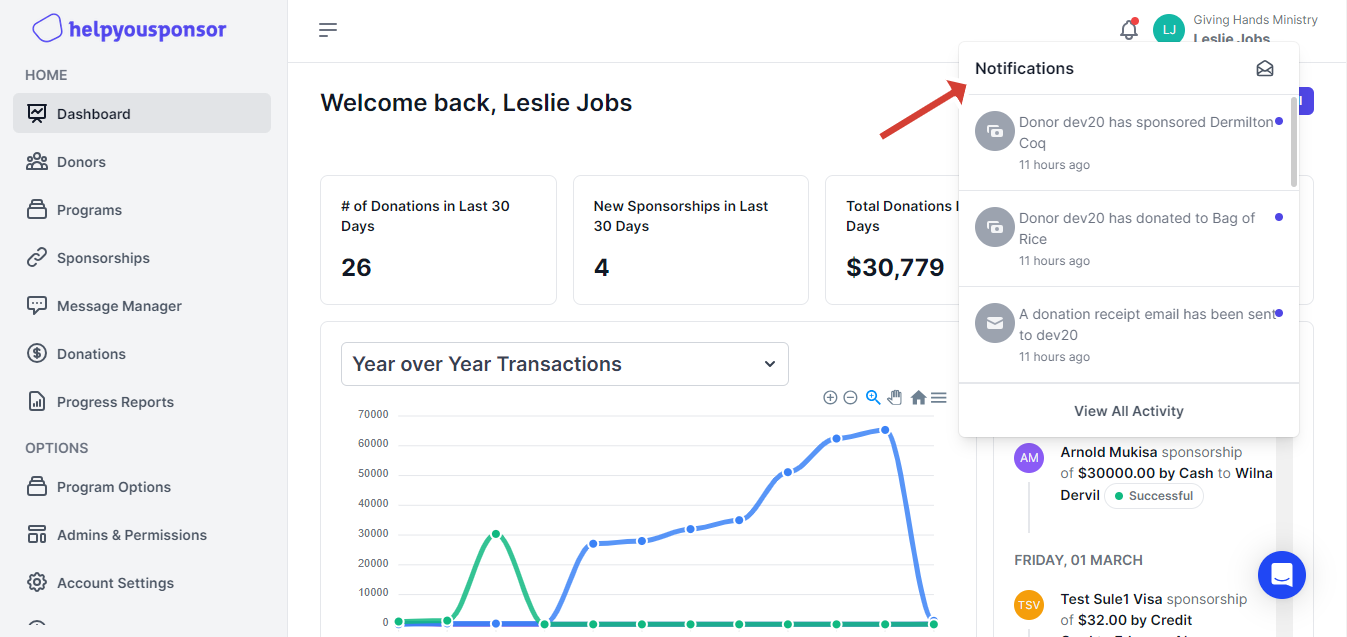 helpyousponsor
HOME
Dashboard
Donors
Programs
Sponsorships
Message Manager
Donations
Progress Reports
OPTIONS
Program Options
Admins & Permissions
Account Settings
Giving Hands Ministry
LJ
Leslie Jobs
Welcome back, Leslie Jobs
# of Donations in Last 30
Days
26
New Sponsorships in Last
30 Days
4
Total Donations
Days
$30,779
Notifications
Donor dev20 has sponsored Dermilton
Coq
11 hours ago
Donor dev20 has donated to Bag of
Rice
11 hours ago
A donation receipt email has been sent
to dev20
11 hours ago
View All Activity
Year over Year Transactions
70000
60000
50000
40000
30000
20000
10000
0
AM
Arnold Mukisa sponsorship
of $30000.00 by Cash to Wilna
Dervil Successful
FRIDAY, 01 MARCH
TSV
Test Sule1 Visa sponsorship
of $32.00 by Credit